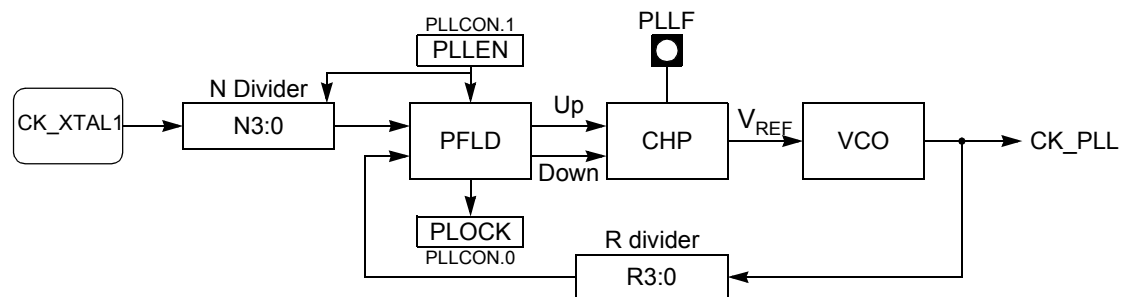 PLLCON.1
PLLEN
PLLF
N Divider
CK_XTAL1
N3:0
PFLD
Up
Down
CHP
VREF
VCO
CK_PLL
PLOCK
PLLCON.0
R divider
R3:0